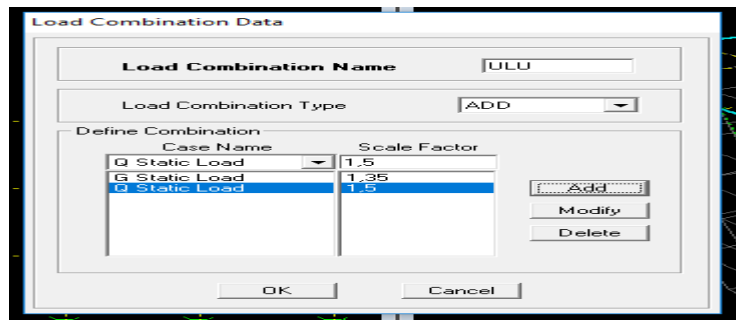 Load Combination Data
Load Combination Name ULU
Load Combination Type ADD
Define Combination
Case Name Scale Factor
Q Static Load 1,5
G Static Load 1,35
Q Static Load 1,5
Add
Modify
Delete
OK Cancel